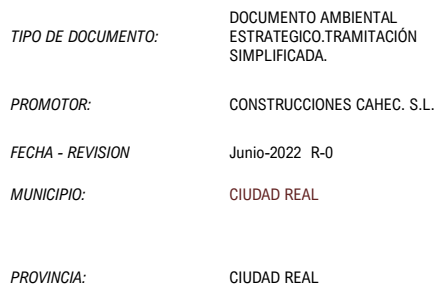 TIPO DE DOCUMENTO:
DOCUMENTO AMBIENTAL
ESTRATEGICO.TRAMITACIÓN
SIMPLIFICADA.
PROMOTOR:
CONSTRUCCIONES CAHEC. S.L.
FECHA - REVISION
Junio-2022 R-0
MUNICIPIO:
CIUDAD REAL
PROVINCIA:
CIUDAD REAL